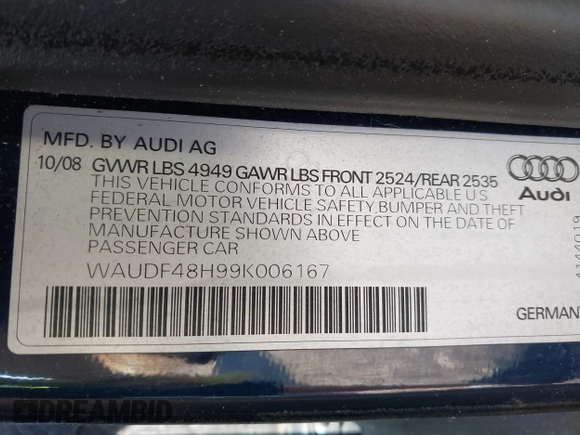 MFD. BY AUDI AG
10/08 GVWR LBS 4949 GAWR LBS FRONT 2524/REAR 2535
THIS VEHICLE CONFORMS TO ALL APPLICABLE U S
FEDERAL MOTOR VEHICLE SAFETY,BUMPER AND THEFT
PREVENTION STANDARDS IN EFFECT ON THE DATE OF
MANUFACTURE SHOWN ABOVE
PASSENGER CAR
WAUDF48H99K006167
Audi
GERMANY
DREAMBID